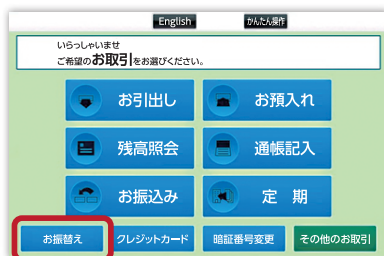 English かんたん操作
いらっしゃいませ
ご希望のお取引をお選びください。
お引出し お預入れ
残高照会 通帳記入
お振込み 定 期
お振替え クレジットカード 暗証番号変更 その他のお取引